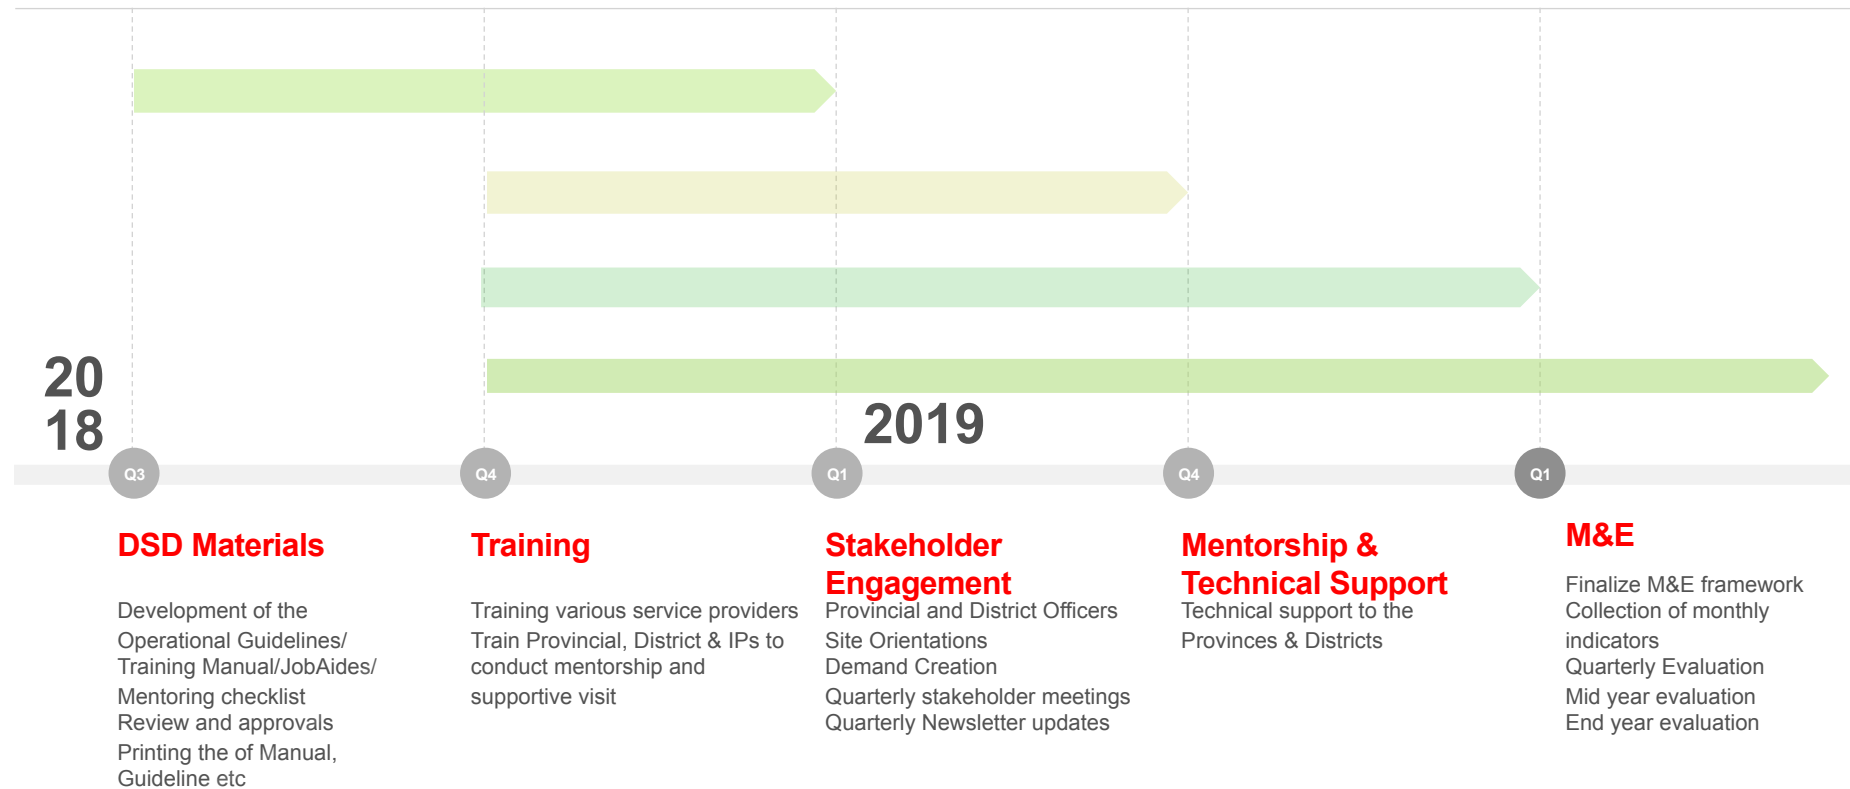 20
18
2019
Q3
Q4
Q1
Q4
Q1
DSD Materials
Development of the
Operational Guidelines/
Training Manual/JobAides/
Mentoring checklist
Review and approvals
Printing the of Manual,
Guideline etc
Training
Training various service providers
Train Provincial, District & IPs to
conduct mentorship and
supportive visit
Stakeholder
Engagement
Provincial and District Officers
Site Orientations
Demand Creation
Quarterly stakeholder meetings
Quarterly Newsletter updates
Mentorship &
Technical Support
Technical support to the
Provinces & Districts
M&E
Finalize M&E framework
Collection of monthly
indicators
Quarterly Evaluation
Mid year evaluation
End year evaluation